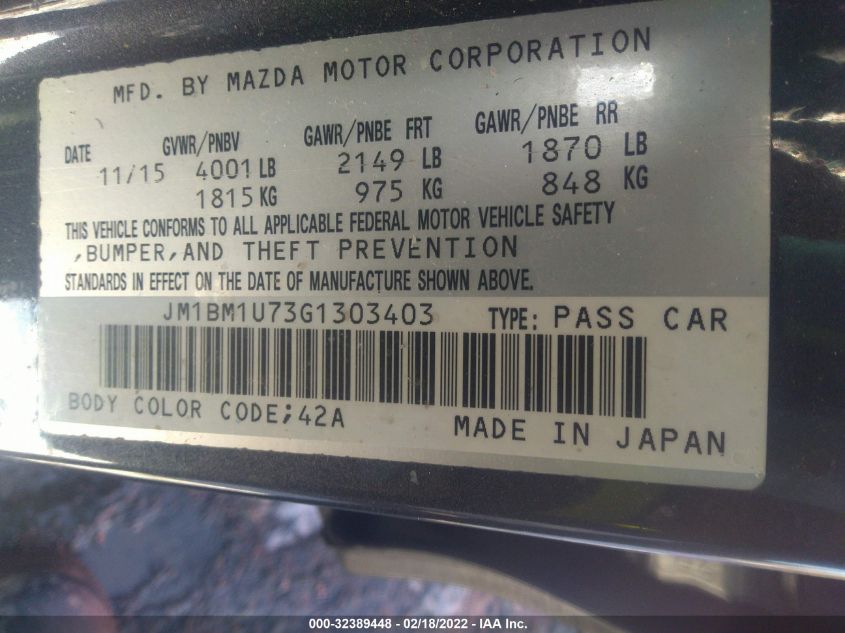 MFD. BY MAZDA MOTOR CORPORATION
DATE GVWR/PNBV GAWR/PNBE FRT GAWR/PNBE RR
11/15 4001 LB 2149 LB 1870 LB
1815 KG 975 KG 848 KG
THIS VEHICLE CONFORMS TO ALL APPLICABLE FEDERAL MOTOR VEHICLE SAFETY
,BUMPER,AND THEFT PREVENTION
STANDARDS IN EFFECT ON THE DATE OF MANUFACTURE SHOWN ABOVE.
JM1BM1U73G1303403 TYPE: PASS CAR
BODY COLOR CODE;42A MADE IN JAPAN
000-32389448 - 02/18/2022 - IAA Inc.